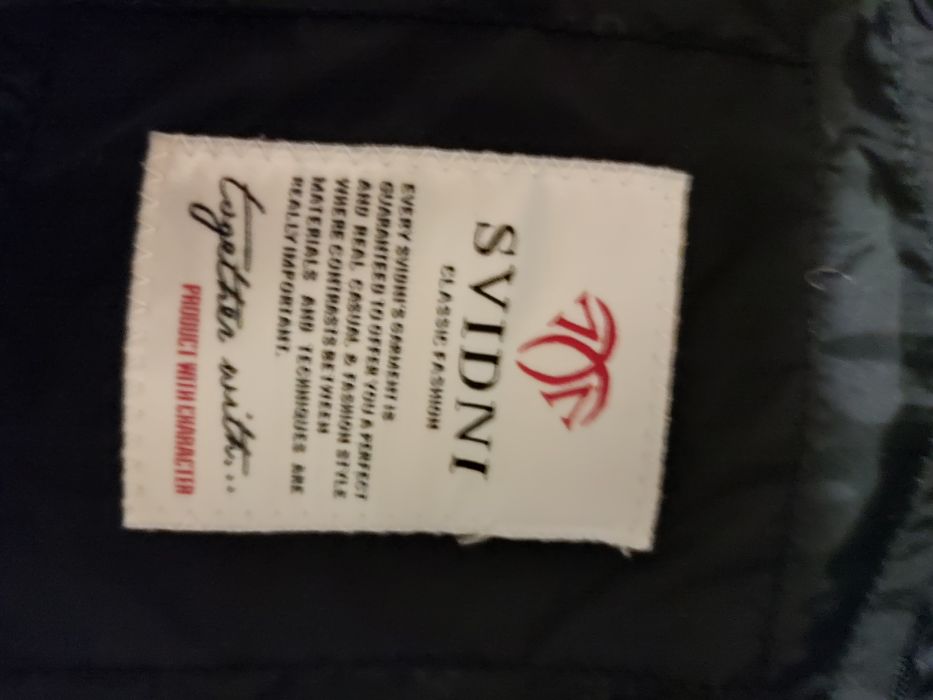 SVIDNI
CLASSIC FASHION
EVERY SVIDNI'S GARMENT IS
GUARANTEED TO OFFER YOU A PERFECT
AND REAL CASUAL & FASHION STYLE
WHERE CONTRASTS BETWEEN
MATERIALS AND TECHNIQUES ARE
REALLY IMPORTANT.
together with...
PRODUCT WITH CHARACTER